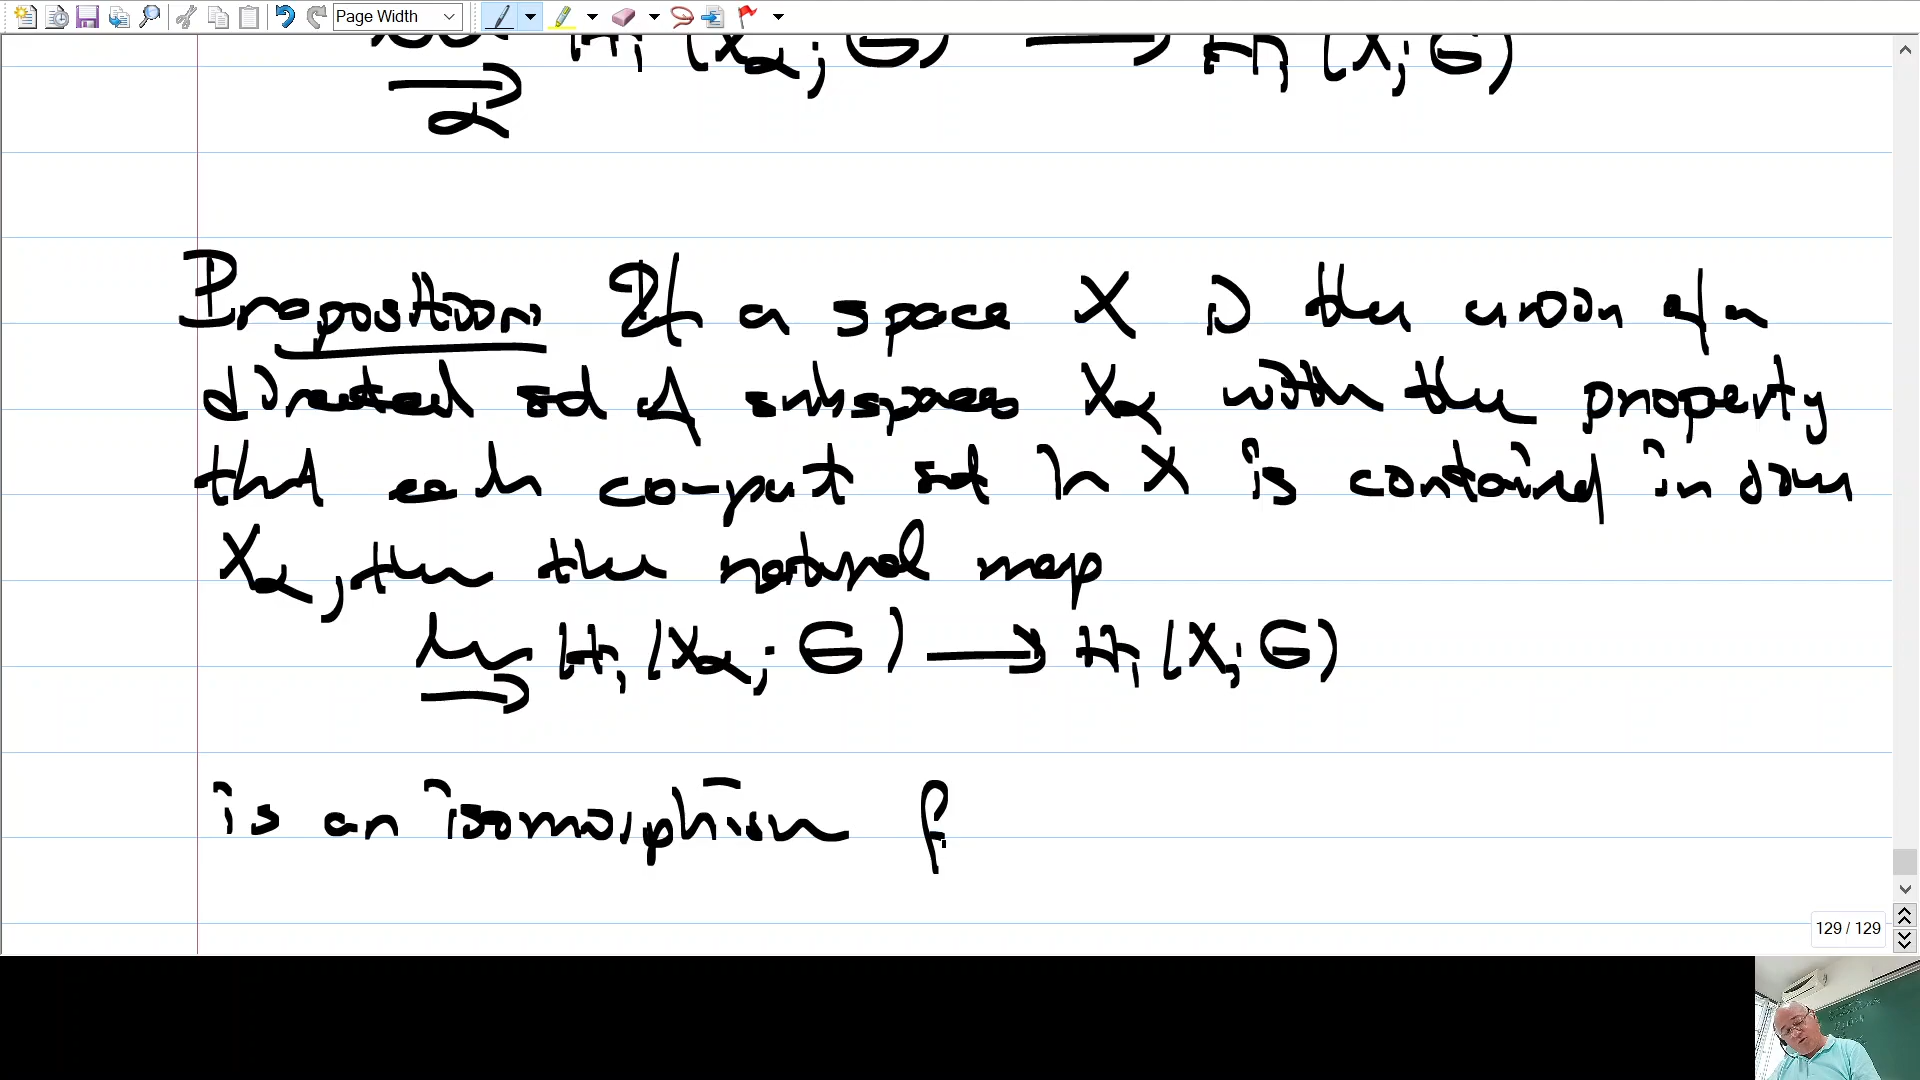 Page Width
α H_i (X_α; G) ⟶ H_i (X; G)
Proposition: If a space X is the union of a
directed set of subspaces X_α with the property
that each compact set in X is contained in some
X_α, then the natural map
lim⟶ H_i (X_α; G) ⟶ H_i (X; G)
is an isomorphism f
129 / 129